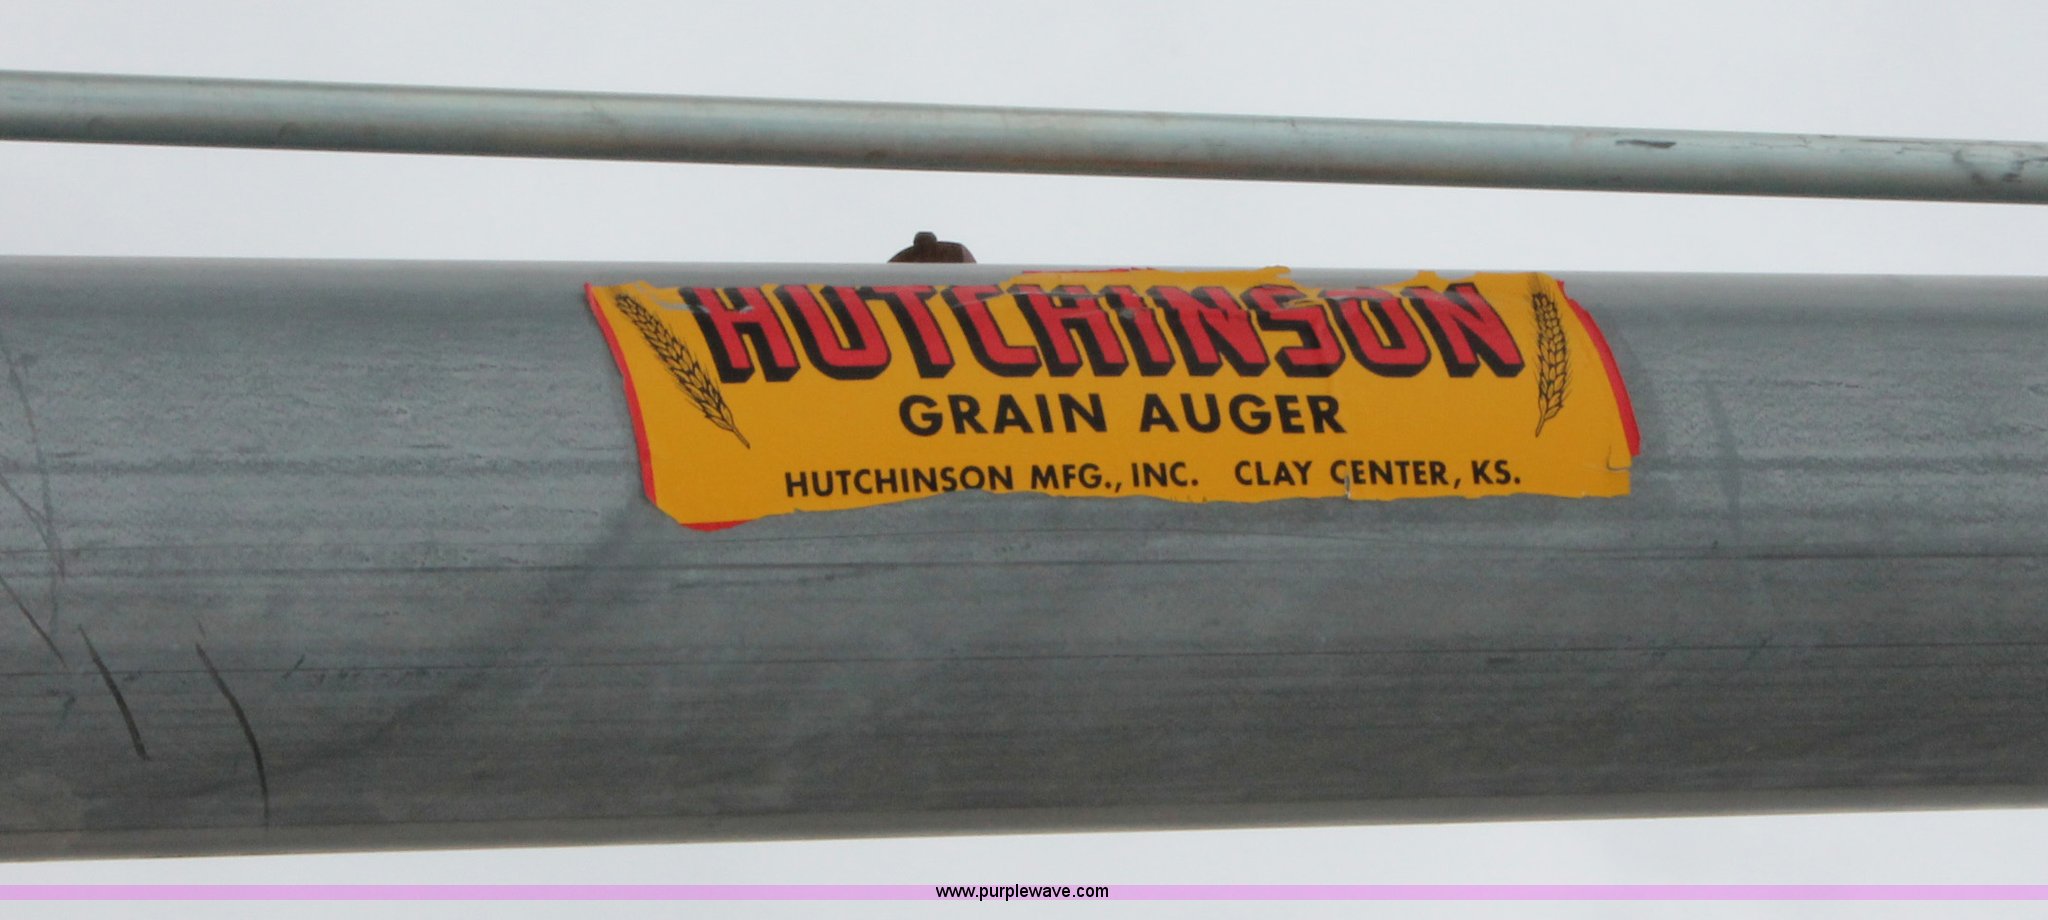 HUTCHINSON
GRAIN AUGER
HUTCHINSON MFG., INC. CLAY CENTER, KS.
www.purplewave.com